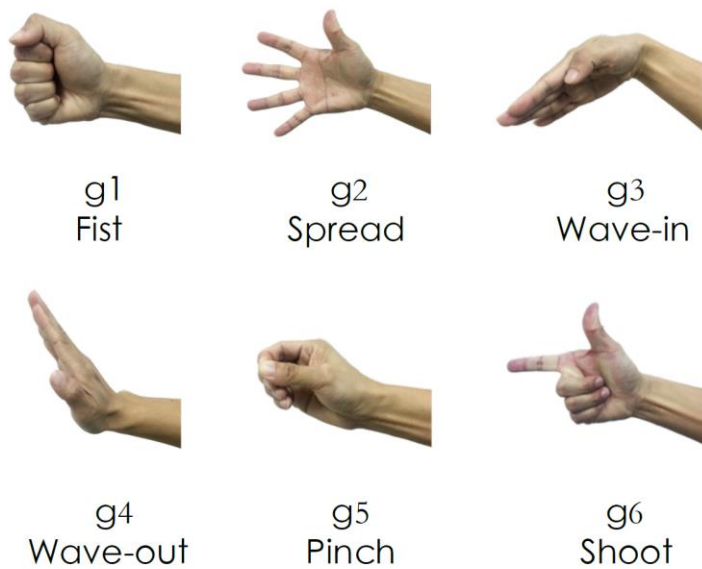 g1
Fist
g2
Spread
g3
Wave-in
g4
Wave-out
g5
Pinch
g6
Shoot